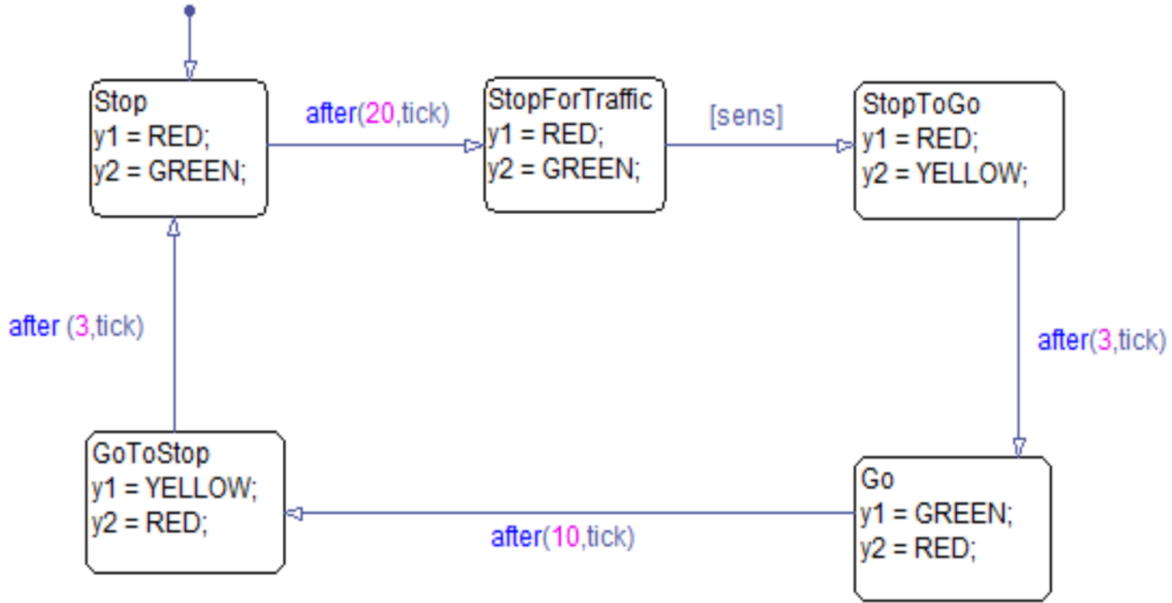 Stop
y1 = RED;
y2 = GREEN;
after(20,tick)
StopForTraffic
y1 = RED;
y2 = GREEN;
[sens]
StopToGo
y1 = RED;
y2 = YELLOW;
after (3,tick)
after(3,tick)
GoToStop
y1 = YELLOW;
y2 = RED;
after(10,tick)
Go
y1 = GREEN;
y2 = RED;